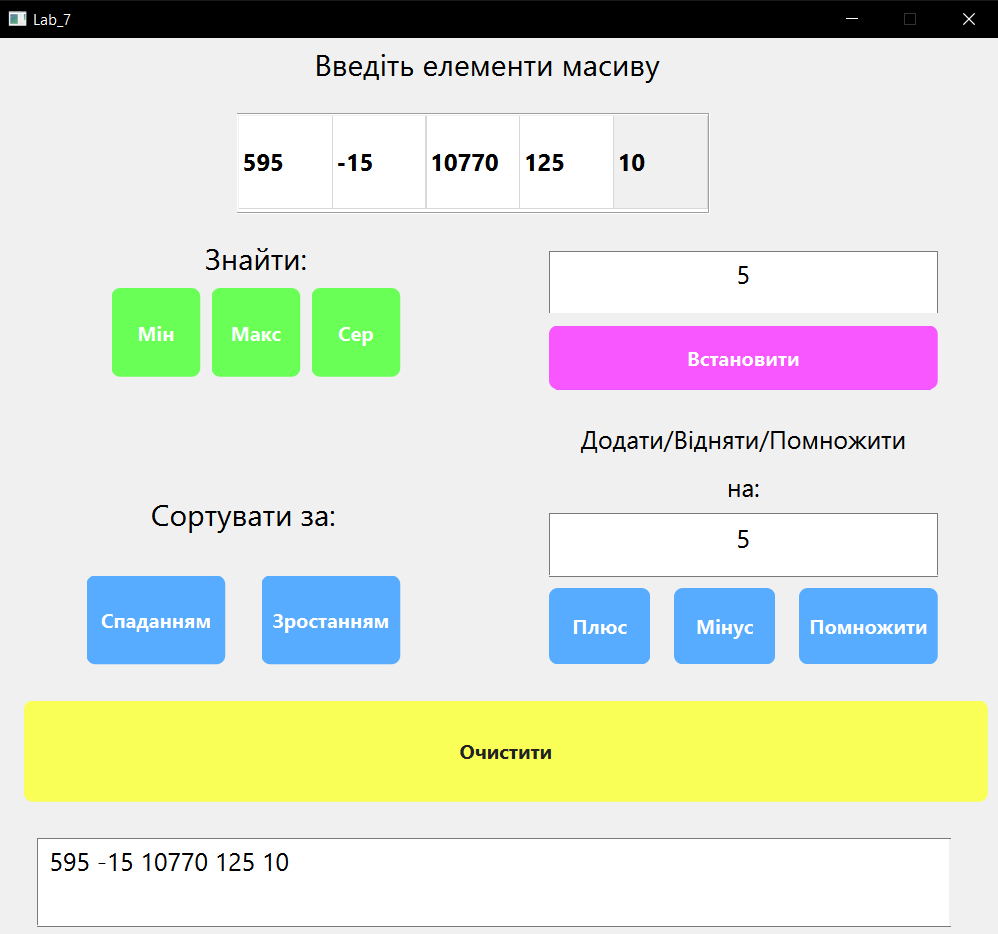 Lab_7
Введіть елементи масиву
595 -15 10770 125 10
Знайти:
Мін Макс Сер
5
Встановити
Додати/Відняти/Помножити
на:
5
Плюс Мінус Помножити
Сортувати за:
Спаданням Зростанням
Очистити
595 -15 10770 125 10